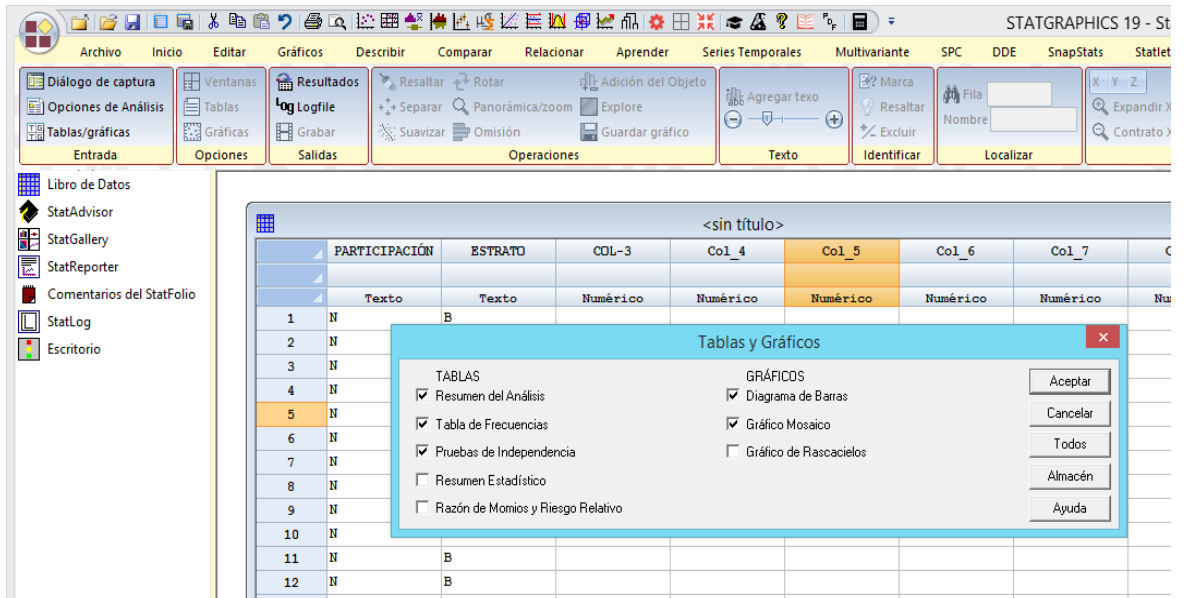 STATGRAPHICS 19 - St
Archivo Inicio Editar Gráficos Describir Comparar Relacionar Aprender Series Temporales Multivariante SPC DDE SnapStats Statlet
Diálogo de captura Ventanas Resultados Resaltar Rotar Adición del Objeto Agregar texo Marca Fila X Y Z
Opciones de Análisis Tablas Log Logfile Separar Panorámica/zoom Explore Resaltar Nombre Expandir X
Tablas/gráficas Gráficas Grabar Suavizar Omisión Guardar gráfico Excluir Contrato X
Entrada Opciones Salidas Operaciones Texto Identificar Localizar
Libro de Datos
StatAdvisor
StatGallery
StatReporter
Comentarios del StatFolio
StatLog
Escritorio
<sin título>
PARTICIPACIÓN ESTRATO COL-3 Col_4 Col_5 Col_6 Col_7 C
Texto Texto Numérico Numérico Numérico Numérico Numérico Nu
1 N B
2 N
3 N
4 N
5 N
6 N
7 N
8 N
9 N
10 N
11 N B
12 N B
Tablas y Gráficos
TABLAS GRÁFICOS
Resumen del Análisis Diagrama de Barras Aceptar
Tabla de Frecuencias Gráfico Mosaico Cancelar
Pruebas de Independencia Gráfico de Rascacielos Todos
Resumen Estadístico Almacén
Razón de Momios y Riesgo Relativo Ayuda